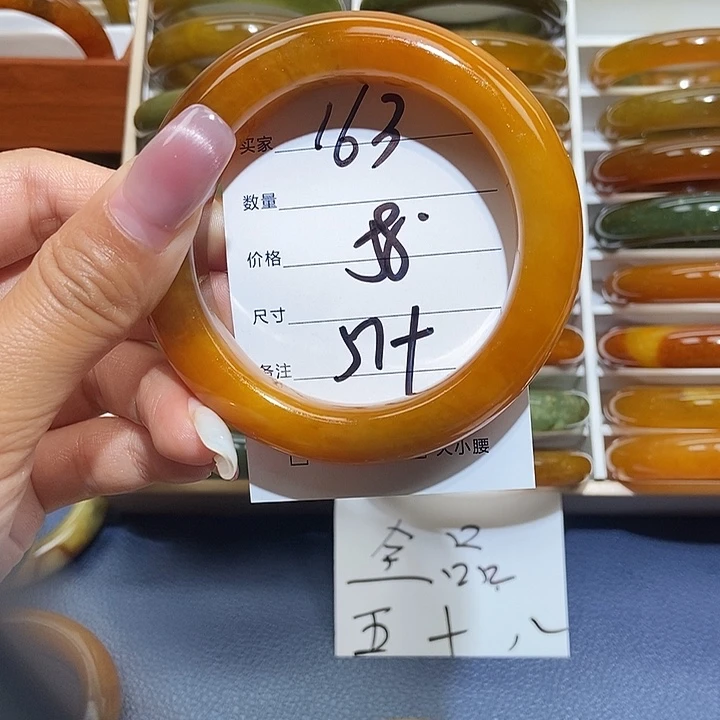 买家 163
数量
价格 58.
尺寸
57+
备注
大小腰
全品
五十八